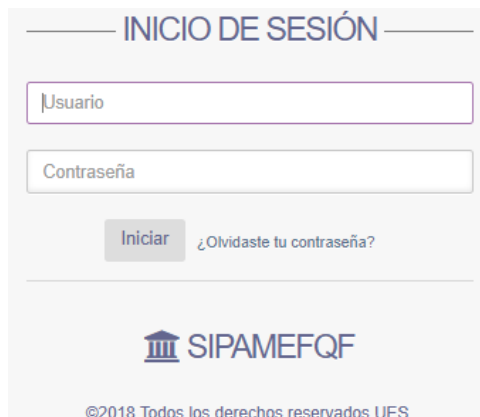 INICIO DE SESIÓN
Usuario
Contraseña
Iniciar ¿Olvidaste tu contraseña?
SIPAMEFQF
©2018 Todos los derechos reservados UES